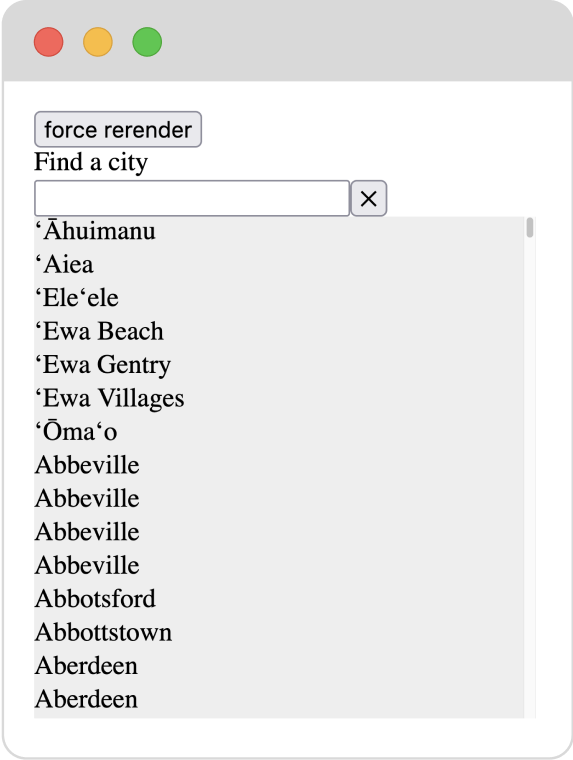 force rerender
Find a city
✕
‘Āhuimanu
‘Aiea
‘Ele‘ele
‘Ewa Beach
‘Ewa Gentry
‘Ewa Villages
‘Ōma‘o
Abbeville
Abbeville
Abbeville
Abbeville
Abbotsford
Abbottstown
Aberdeen
Aberdeen